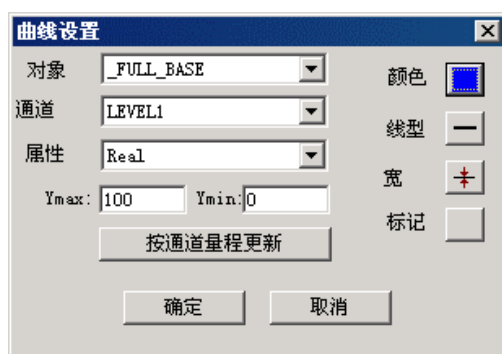 曲线设置
对象 _FULL_BASE 颜色
通道 LEVEL1 线型
属性 Real 宽
Ymax: 100 Ymin: 0 标记
按通道量程更新
确定 取消